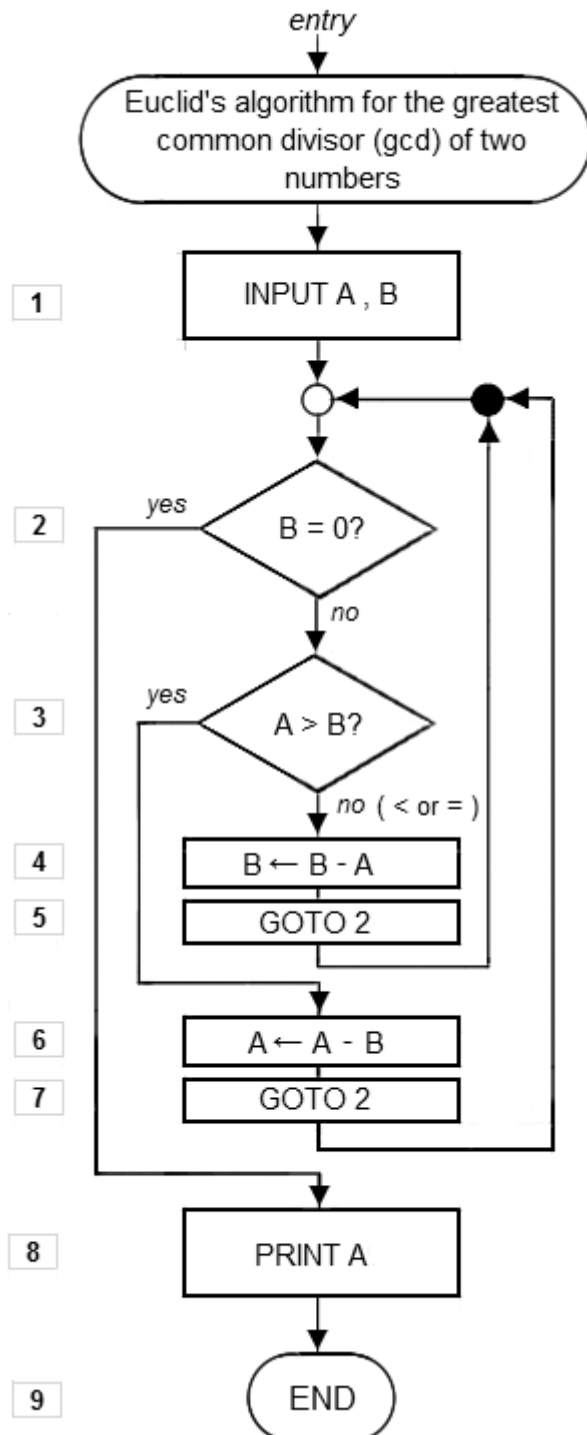 entry
Euclid's algorithm for the greatest
common divisor (gcd) of two
numbers
1
INPUT A , B
2
yes
B = 0?
no
3
yes
A > B?
no ( < or = )
4
B ← B - A
5
GOTO 2
6
A ← A - B
7
GOTO 2
8
PRINT A
9
END